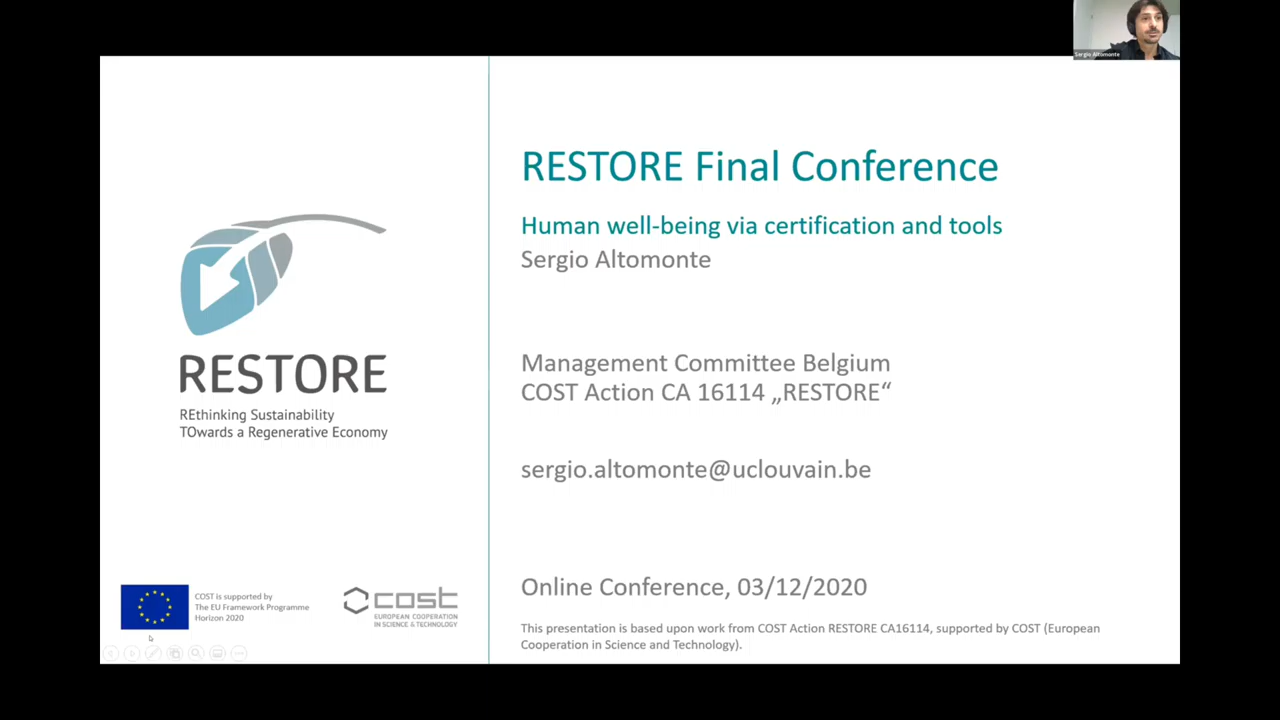 Sergio Altomonte
RESTORE Final Conference
Human well-being via certification and tools
Sergio Altomonte
Management Committee Belgium
COST Action CA 16114 „RESTORE“
sergio.altomonte@uclouvain.be
Online Conference, 03/12/2020
This presentation is based upon work from COST Action RESTORE CA16114, supported by COST (European
Cooperation in Science and Technology).
RESTORE
REthinking Sustainability
TOwards a Regenerative Economy
COST is supported by
The EU Framework Programme
Horizon 2020
cost
EUROPEAN COOPERATION
IN SCIENCE & TECHNOLOGY